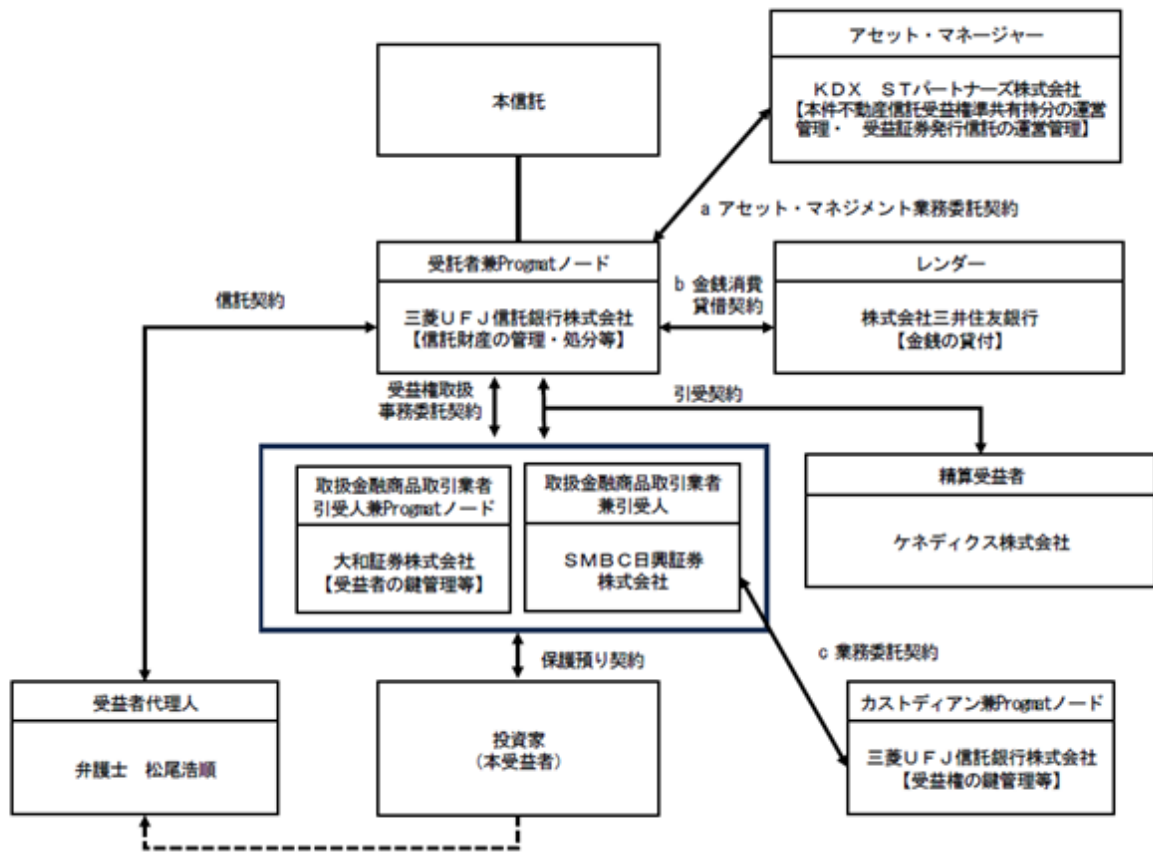 アセット・マネージャー
KDX STパートナーズ株式会社
【本件不動産信託受益権準共有持分の運営
管理・ 受益証券発行信託の運営管理】
本信託
a アセット・マネジメント業務委託契約
受託者兼Progmatノード
三菱UFJ信託銀行株式会社
【信託財産の管理・処分等】
b 金銭消費
貸借契約
レンダー
株式会社三井住友銀行
【金銭の貸付】
信託契約
受益権取扱
事務委託契約
引受契約
取扱金融商品取引業者
引受人兼Progmatノード
大和証券株式会社
【受益者の鍵管理等】
取扱金融商品取引業者
兼引受人
SMBC日興証券
株式会社
精算受益者
ケネディクス株式会社
保護預り契約
c 業務委託契約
受益者代理人
弁護士 松尾浩順
投資家
(本受益者)
カストディアン兼Progmatノード
三菱UFJ信託銀行株式会社
【受益権の鍵管理等】